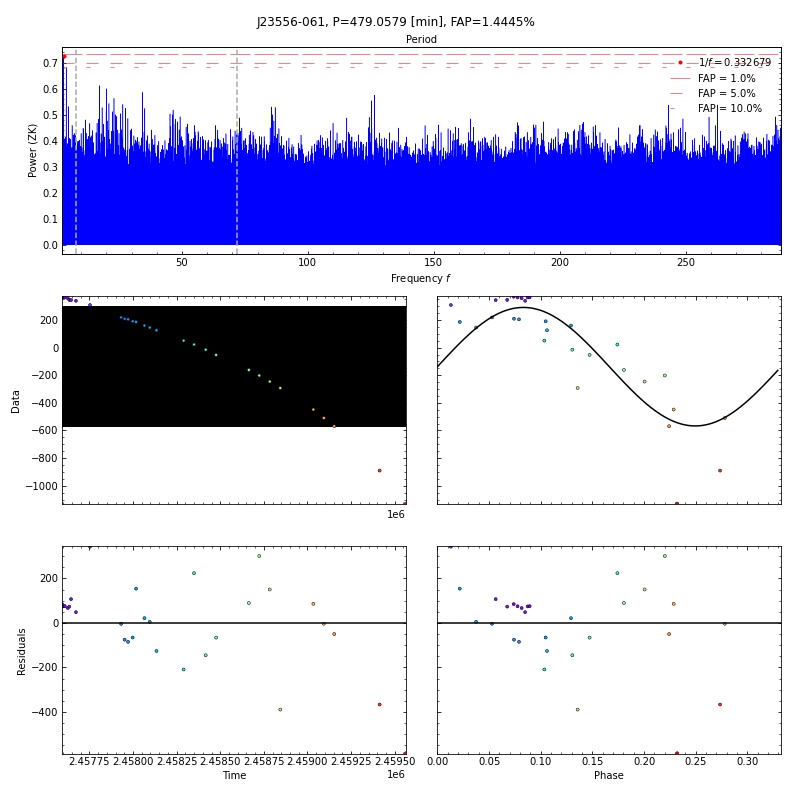 J23556-061, P=479.0579 [min], FAP=1.4445%
Period
Power (ZK)
0.7
0.6
0.5
0.4
0.3
0.2
0.1
0.0
1/f = 0.332679
FAP = 1.0%
FAP = 5.0%
FAP = 10.0%
50 100 150 200 250
Frequency f
Data
200
0
−200
−400
−600
−800
−1000
1e6
Residuals
200
0
−200
−400
2.45775 2.45800 2.45825 2.45850 2.45875 2.45900 2.45925 2.45950
Time
1e6
0.00 0.05 0.10 0.15 0.20 0.25 0.30
Phase